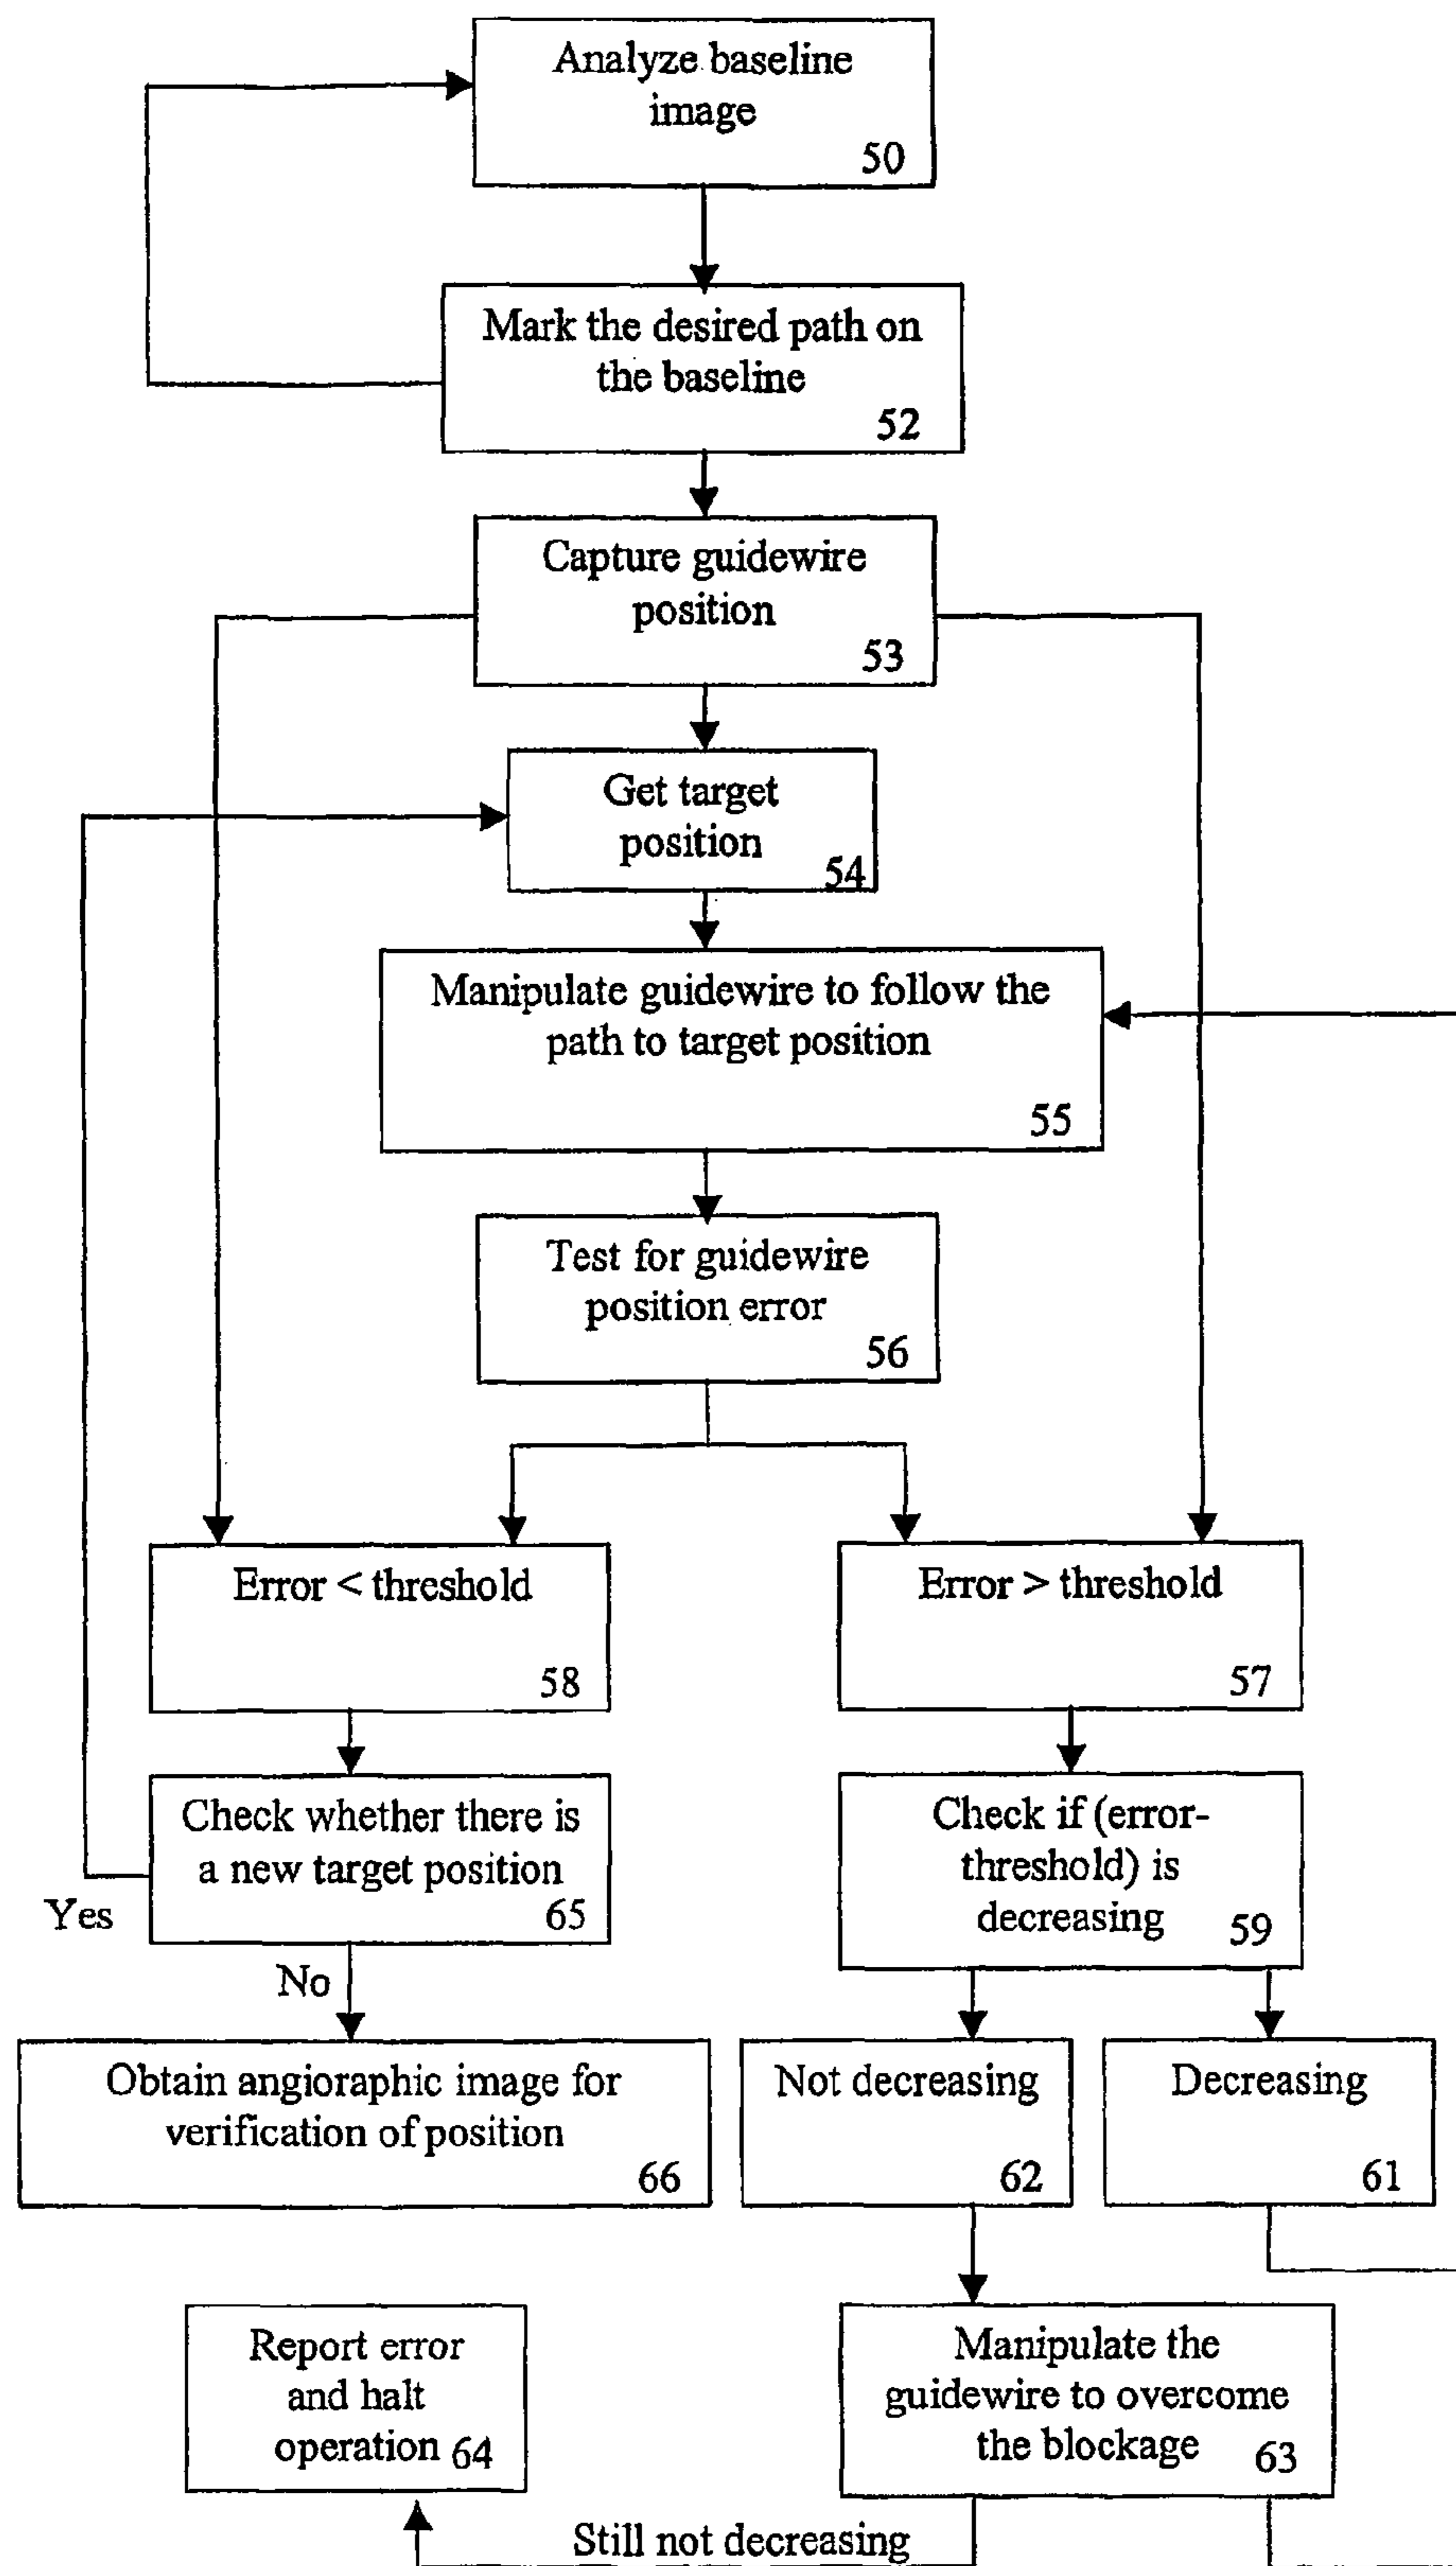 Analyze baseline
image
50
Mark the desired path on
the baseline
52
Capture guidewire
position
53
Get target
position
54
Manipulate guidewire to follow the
path to target position
55
Test for guidewire
position error
56
Error < threshold
58
Error > threshold
57
Check whether there is
a new target position
65
Yes
No
Check if (error-
threshold) is
decreasing
59
Obtain angioraphic image for
verification of position
66
Not decreasing
62
Decreasing
61
Report error
and halt
operation 64
Manipulate the
guidewire to overcome
the blockage
63
Still not decreasing